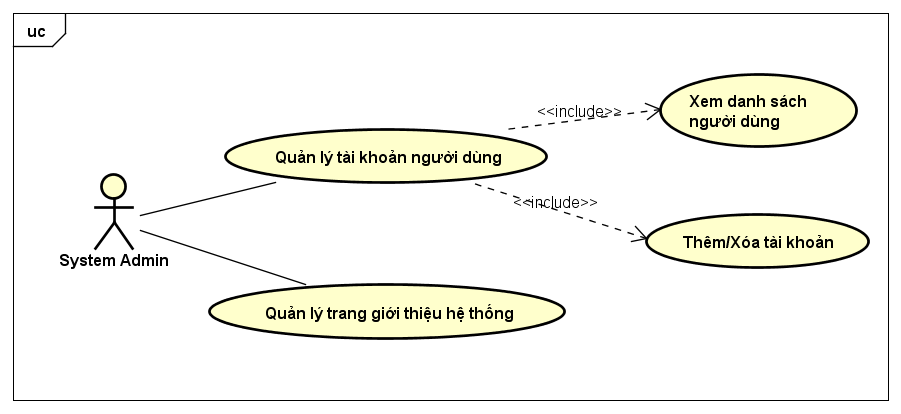 uc
Xem danh sách
người dùng
<<include>>
Quản lý tài khoản người dùng
<<include>>
Thêm/Xóa tài khoản
System Admin
Quản lý trang giới thiệu hệ thống